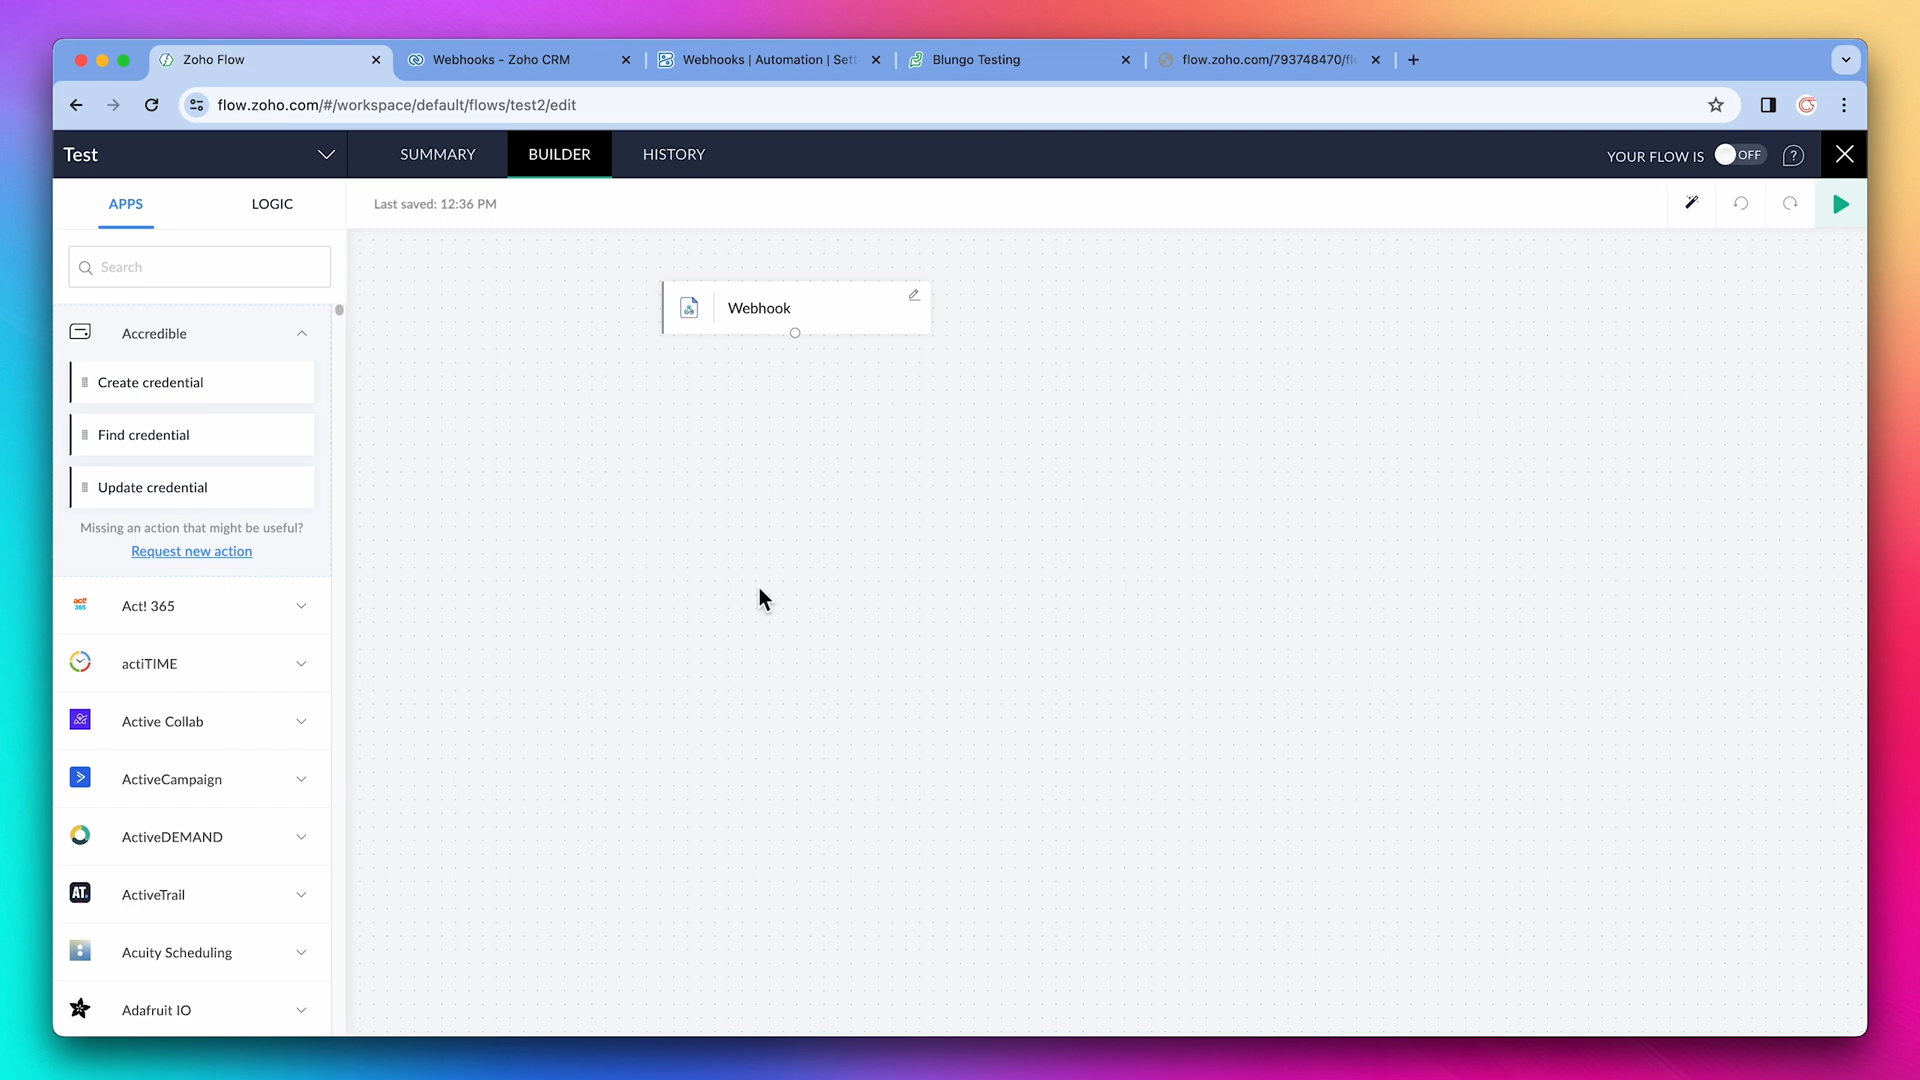 Zoho Flow
Webhooks - Zoho CRM
Webhooks | Automation | Sett
Blungo Testing
flow.zoho.com/793748470/fl
flow.zoho.com/#/workspace/default/flows/test2/edit
Test
SUMMARY
BUILDER
HISTORY
YOUR FLOW IS
OFF
APPS
LOGIC
Last saved: 12:36 PM
Search
Webhook
Accredible
Create credential
Find credential
Update credential
Missing an action that might be useful?
Request new action
act!
365
Act! 365
actiTIME
Active Collab
ActiveCampaign
ActiveDEMAND
AT.
ActiveTrail
Acuity Scheduling
Adafruit IO